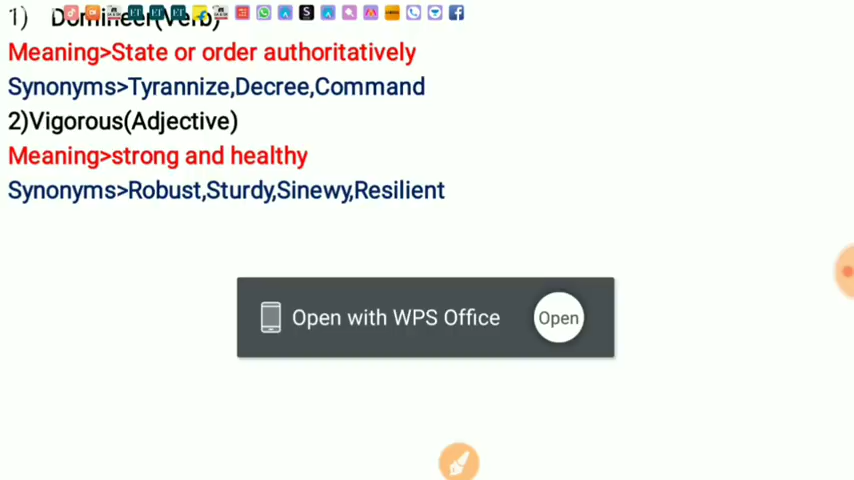 1) Domineer(Verb)
Meaning>State or order authoritatively
Synonyms>Tyrannize,Decree,Command
2)Vigorous(Adjective)
Meaning>strong and healthy
Synonyms>Robust,Sturdy,Sinewy,Resilient
Open with WPS Office
Open